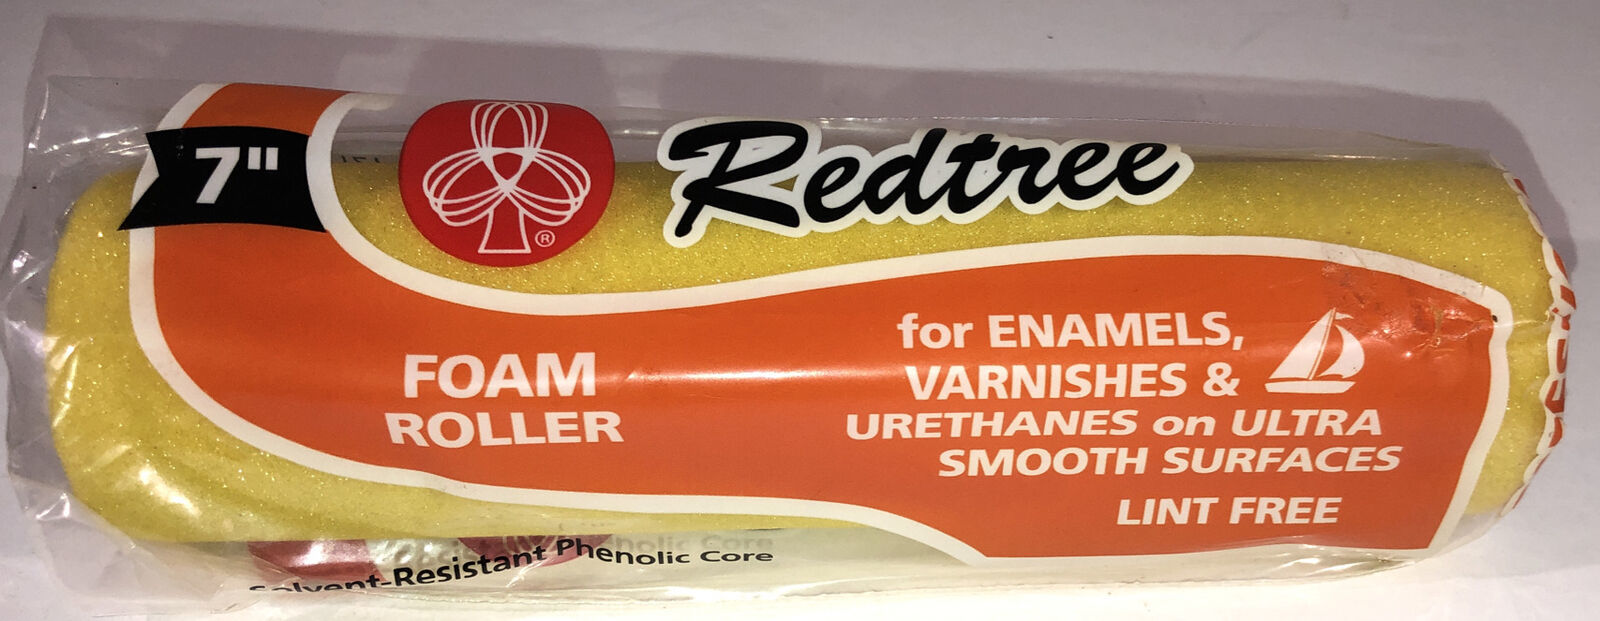 7"
®
Redtree
FOAM
ROLLER
for ENAMELS,
VARNISHES &
URETHANES on ULTRA
SMOOTH SURFACES
LINT FREE
Solvent-Resistant Phenolic Core